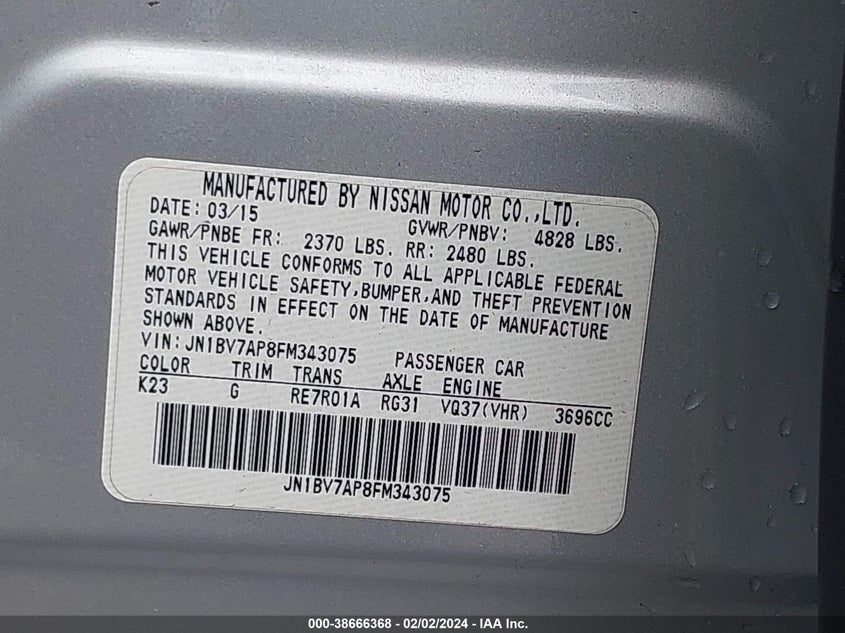 MANUFACTURED BY NISSAN MOTOR CO.,LTD.
DATE: 03/15 GVWR/PNBV: 4828 LBS.
GAWR/PNBE FR: 2370 LBS. RR: 2480 LBS.
THIS VEHICLE CONFORMS TO ALL APPLICABLE FEDERAL
MOTOR VEHICLE SAFETY,BUMPER,AND THEFT PREVENTION
STANDARDS IN EFFECT ON THE DATE OF MANUFACTURE
SHOWN ABOVE.
VIN:JN1BV7AP8FM343075 PASSENGER CAR
COLOR TRIM TRANS AXLE ENGINE
K23 G RE7R01A RG31 VQ37(VHR) 3696CC
JN1BV7AP8FM343075
000-38666368 - 02/02/2024 - IAA Inc.